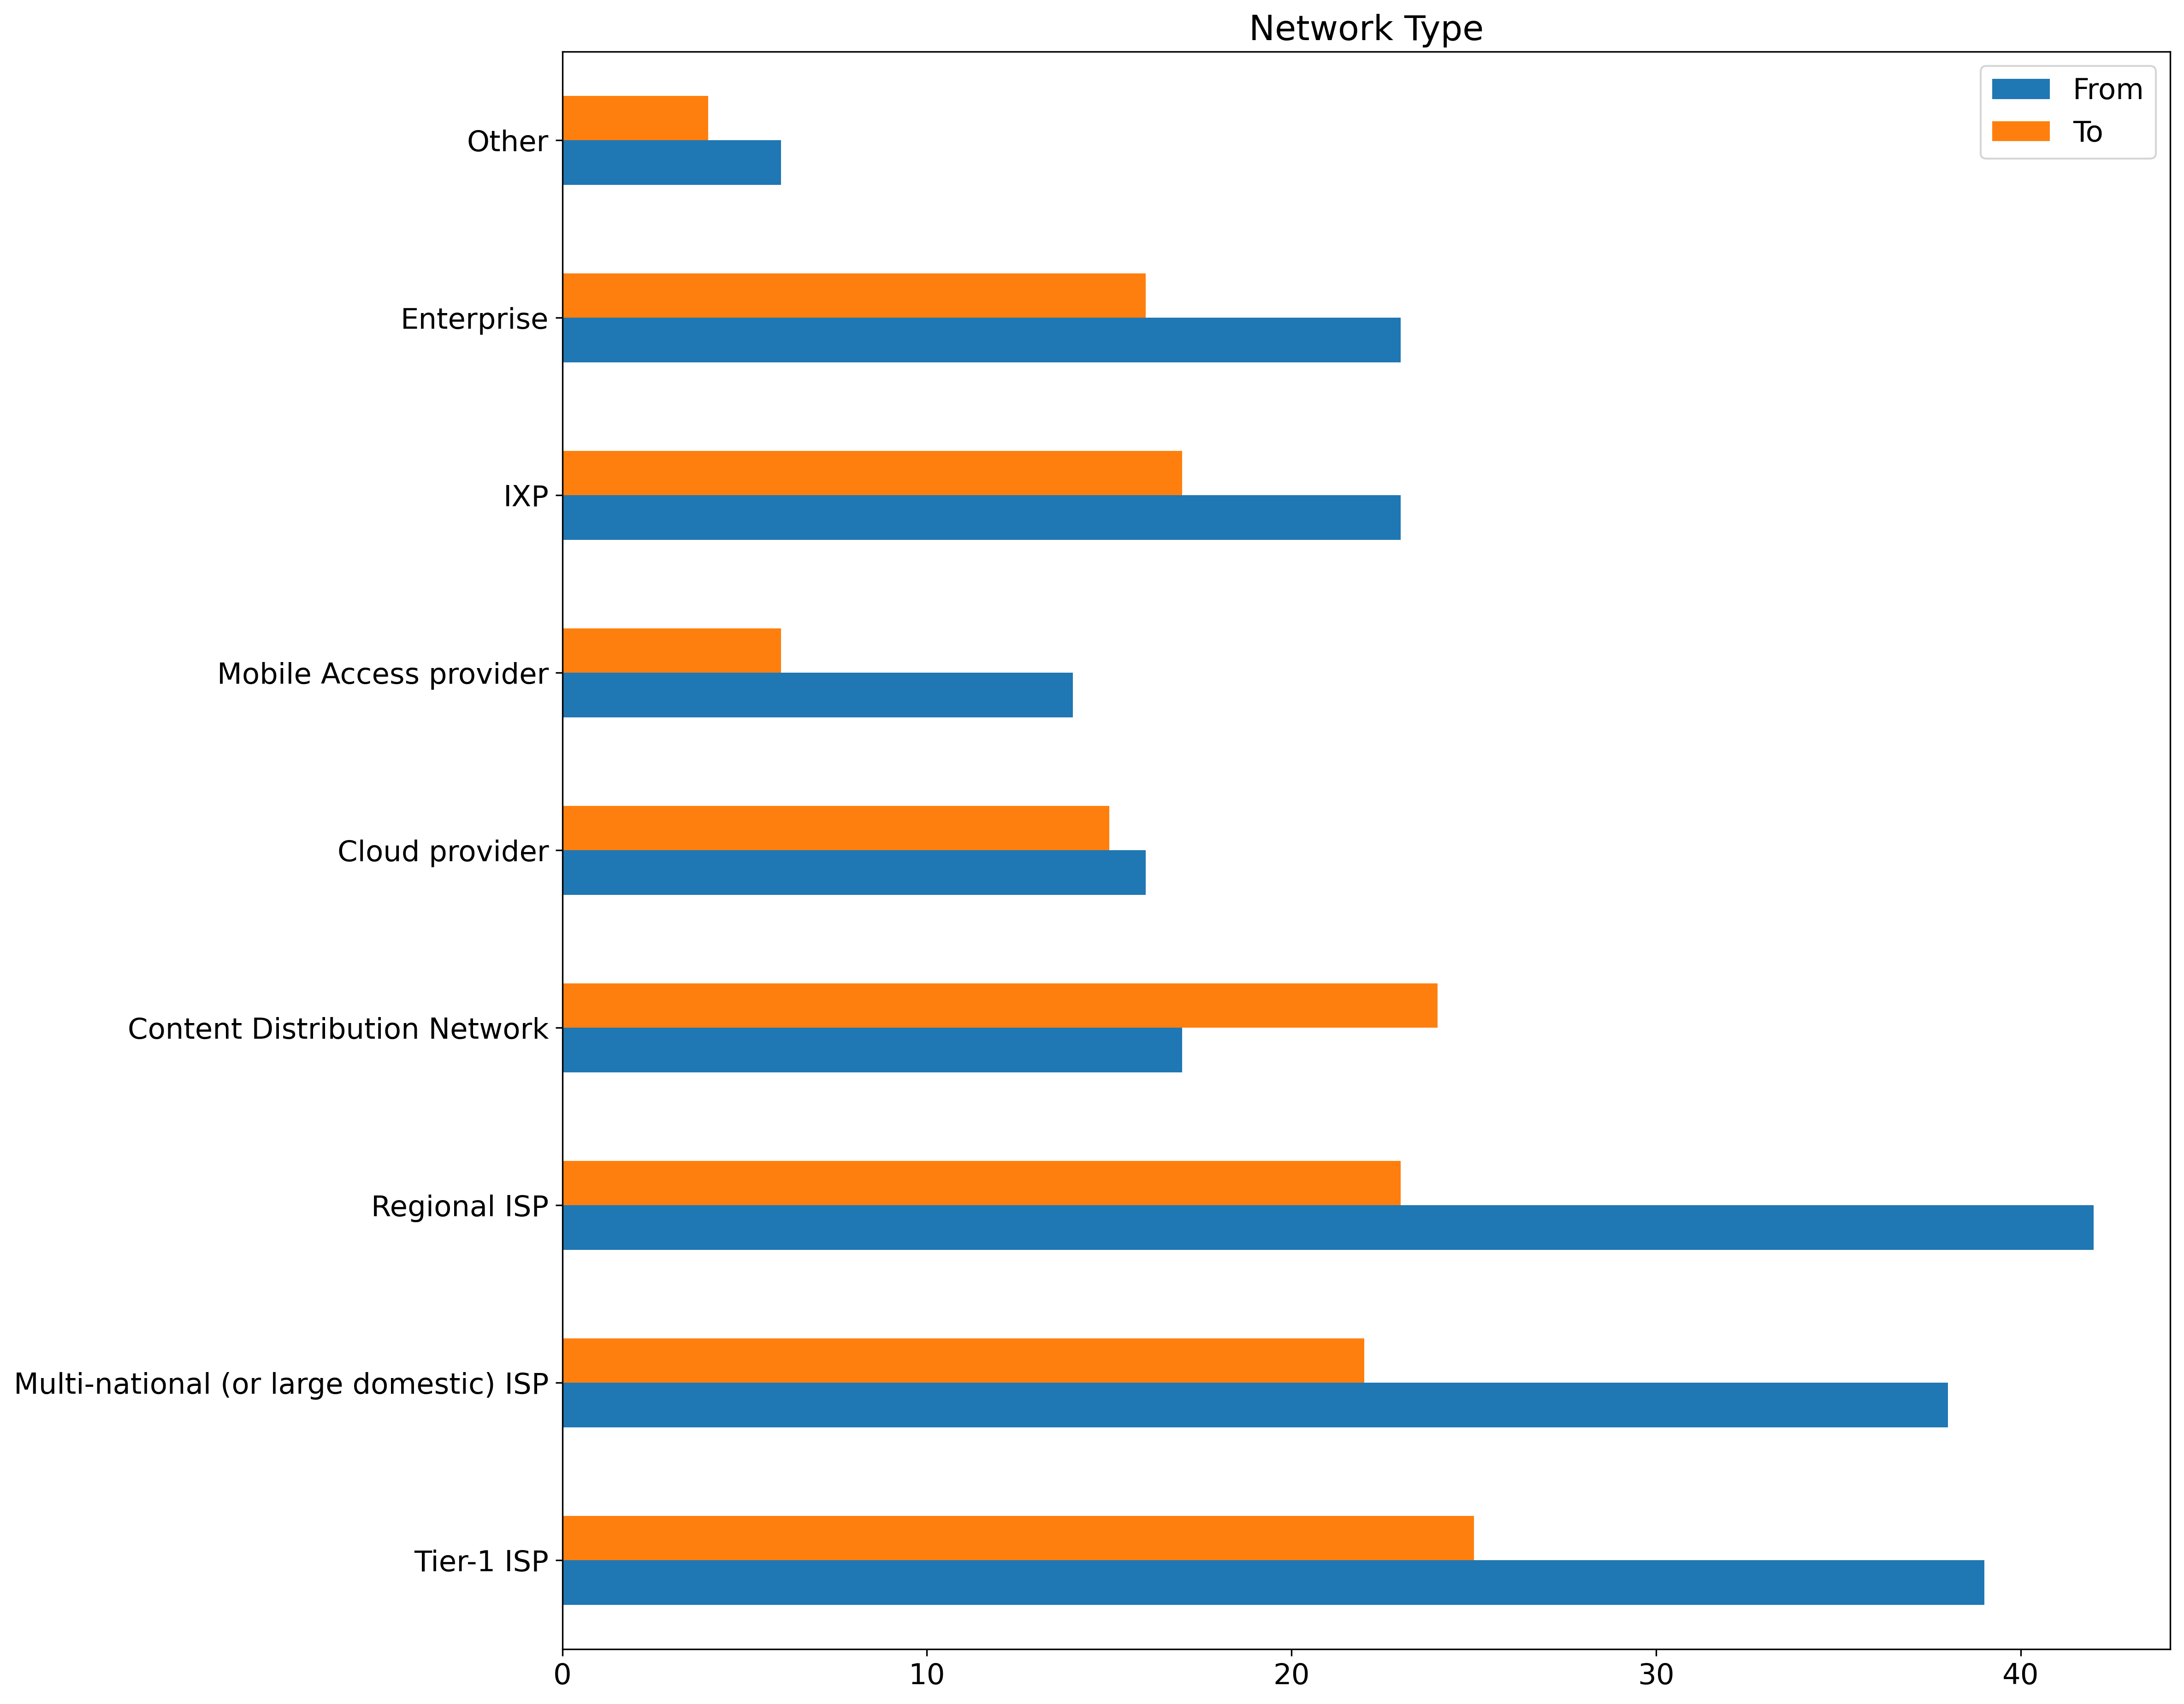 Network Type
From
To
Other
Enterprise
IXP
Mobile Access provider
Cloud provider
Content Distribution Network
Regional ISP
Multi-national (or large domestic) ISP
Tier-1 ISP
0 10 20 30 40